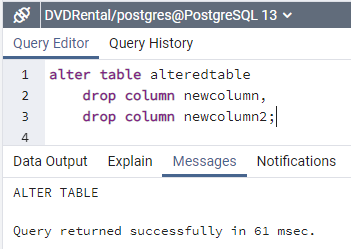 DVDRental/postgres@PostgreSQL 13
Query Editor Query History
1 alter table alteredtable
2 drop column newcolumn,
3 drop column newcolumn2;
4
Data Output Explain Messages Notifications
ALTER TABLE
Query returned successfully in 61 msec.